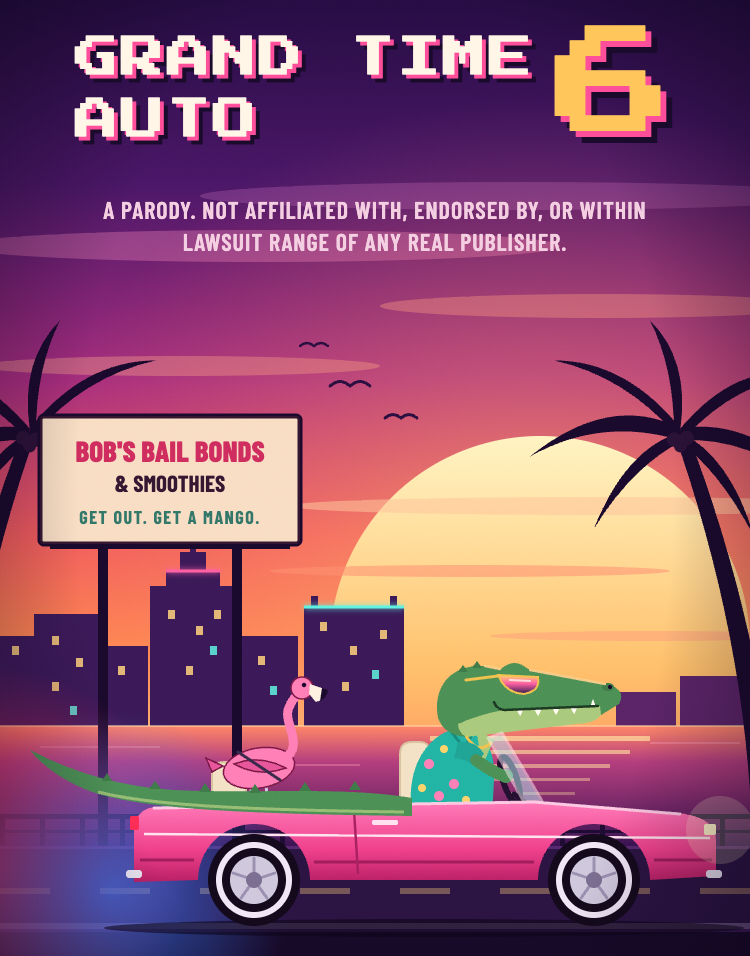 GRAND TIME 6
AUTO
A PARODY. NOT AFFILIATED WITH, ENDORSED BY, OR WITHIN
LAWSUIT RANGE OF ANY REAL PUBLISHER.
BOB'S BAIL BONDS
& SMOOTHIES
GET OUT. GET A MANGO.